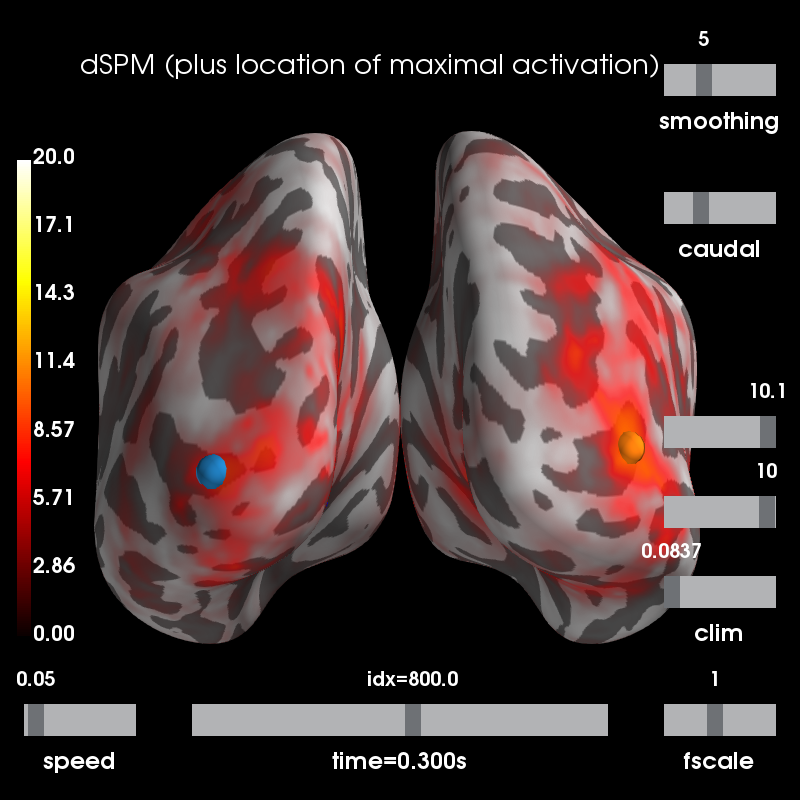 5
dSPM (plus location of maximal activation)
smoothing
20.0
17.1
caudal
14.3
11.4
10.1
8.57
10
5.71
0.0837
2.86
0.00
clim
0.05
idx=800.0
1
speed
time=0.300s
fscale